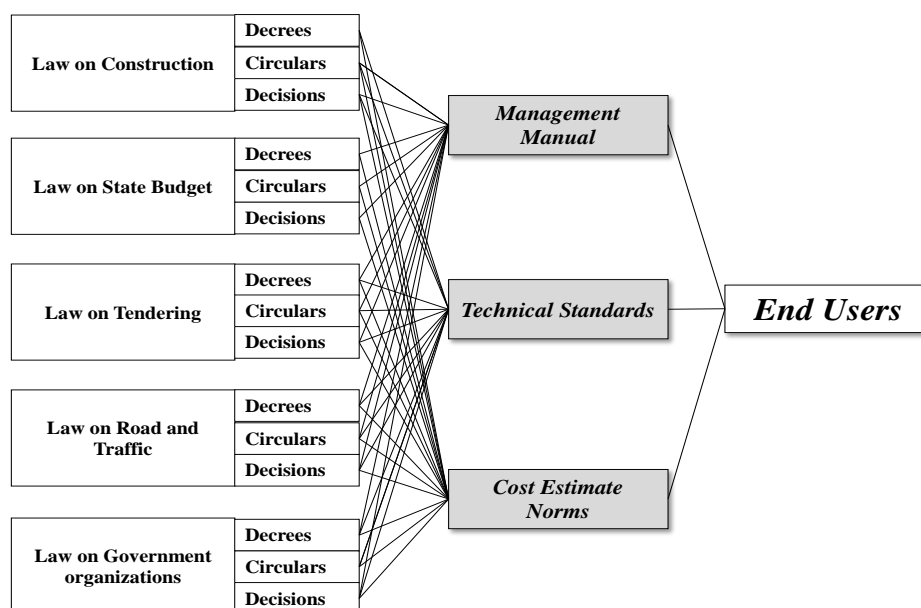 Law on Construction
Decrees
Circulars
Decisions
Law on State Budget
Decrees
Circulars
Decisions
Law on Tendering
Decrees
Circulars
Decisions
Law on Road and
Traffic
Decrees
Circulars
Decisions
Law on Government
organizations
Decrees
Circulars
Decisions
Management
Manual
Technical Standards
Cost Estimate
Norms
End Users